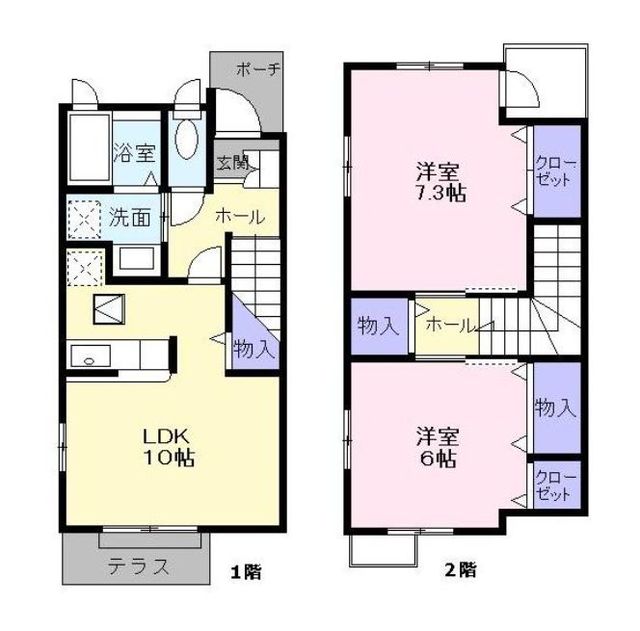 ポーチ
浴室
玄関
洗面
ホール
物入
LDK
10帖
テラス
1階
洋室
7.3帖
クロー
ゼット
物入
ホール
洋室
6帖
物入
クロー
ゼット
2階